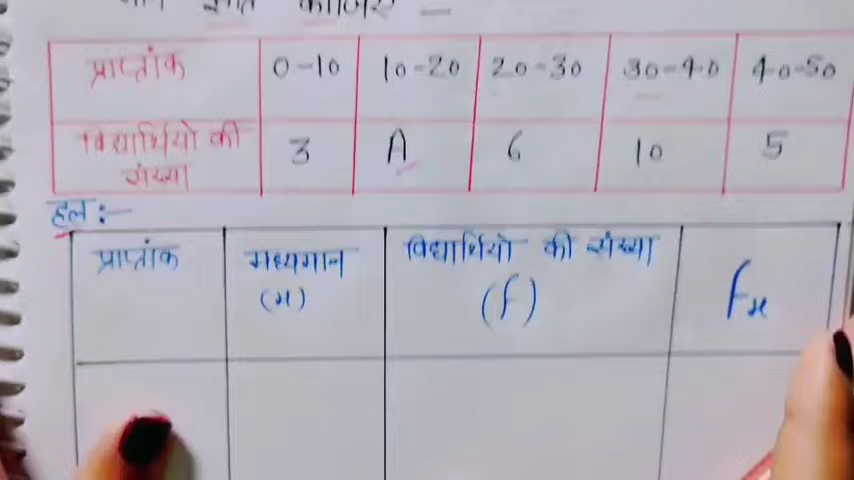 ज्ञात कीजिए —
प्राप्तांक 0-10 10-20 20-30 30-40 40-50
विद्यार्थियो की संख्या 3 A 6 10 5
हल :-
प्राप्तांक मध्यमान (x) विद्यार्थियो की संख्या (f) fx